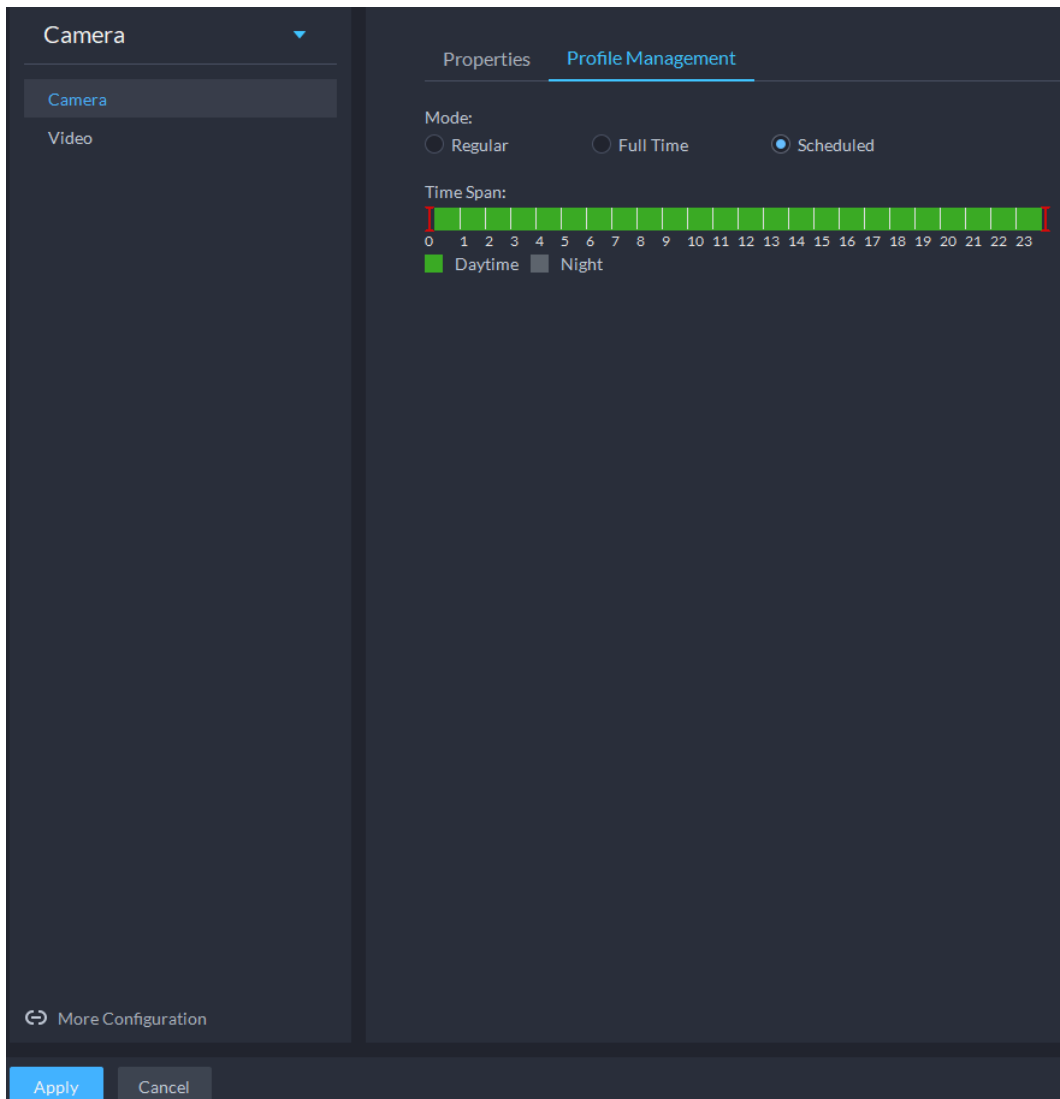 Camera
Camera
Video
More Configuration
Properties Profile Management
Mode:
Regular Full Time Scheduled
Time Span:
0 1 2 3 4 5 6 7 8 9 10 11 12 13 14 15 16 17 18 19 20 21 22 23
Daytime Night
Apply Cancel